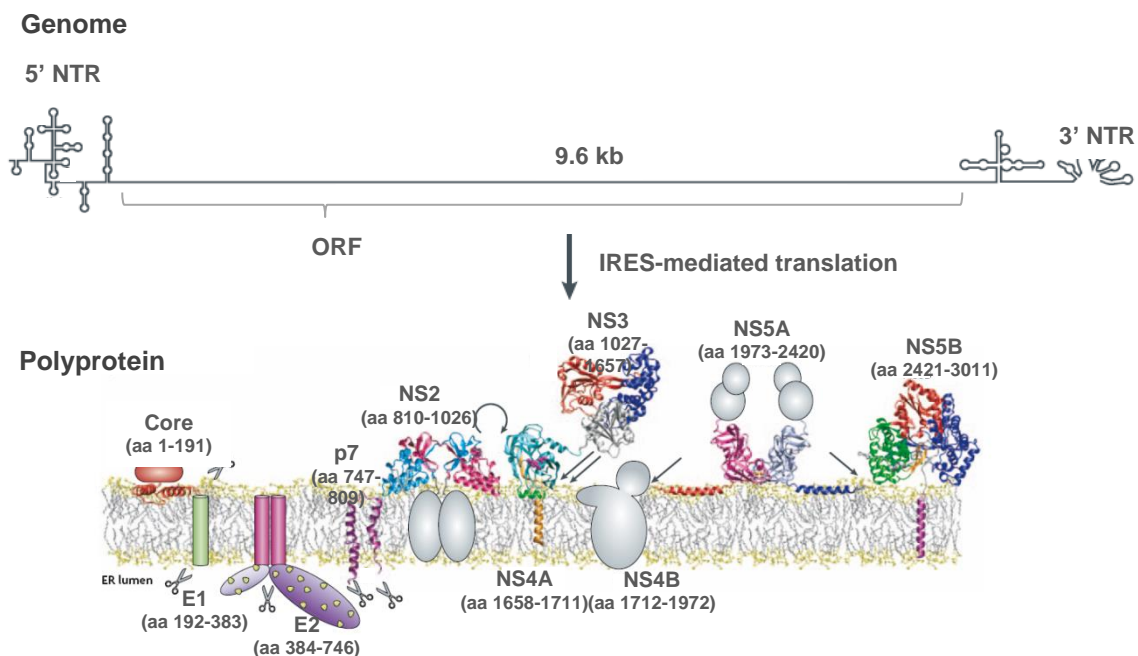 Genome
5’ NTR
3’ NTR
9.6 kb
ORF
IRES-mediated translation
Polyprotein
Core
(aa 1-191)
p7
(aa 747-
809)
NS2
(aa 810-1026)
NS3
(aa 1027-
1657)
NS5A
(aa 1973-2420)
NS5B
(aa 2421-3011)
ER lumen
E1
(aa 192-383)
E2
(aa 384-746)
NS4A
(aa 1658-1711)
NS4B
(aa 1712-1972)